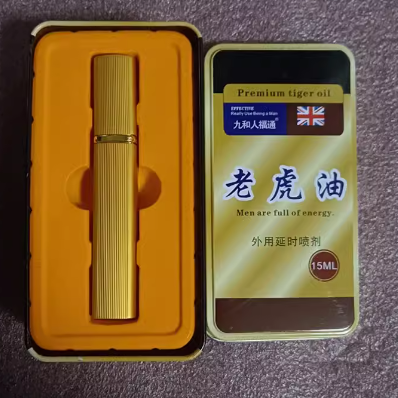 Premium tiger oil
EFFECTIVE
Really Use Being a Man
九和人福通
老虎油
Men are full of energy.
外用延时喷剂
15ML